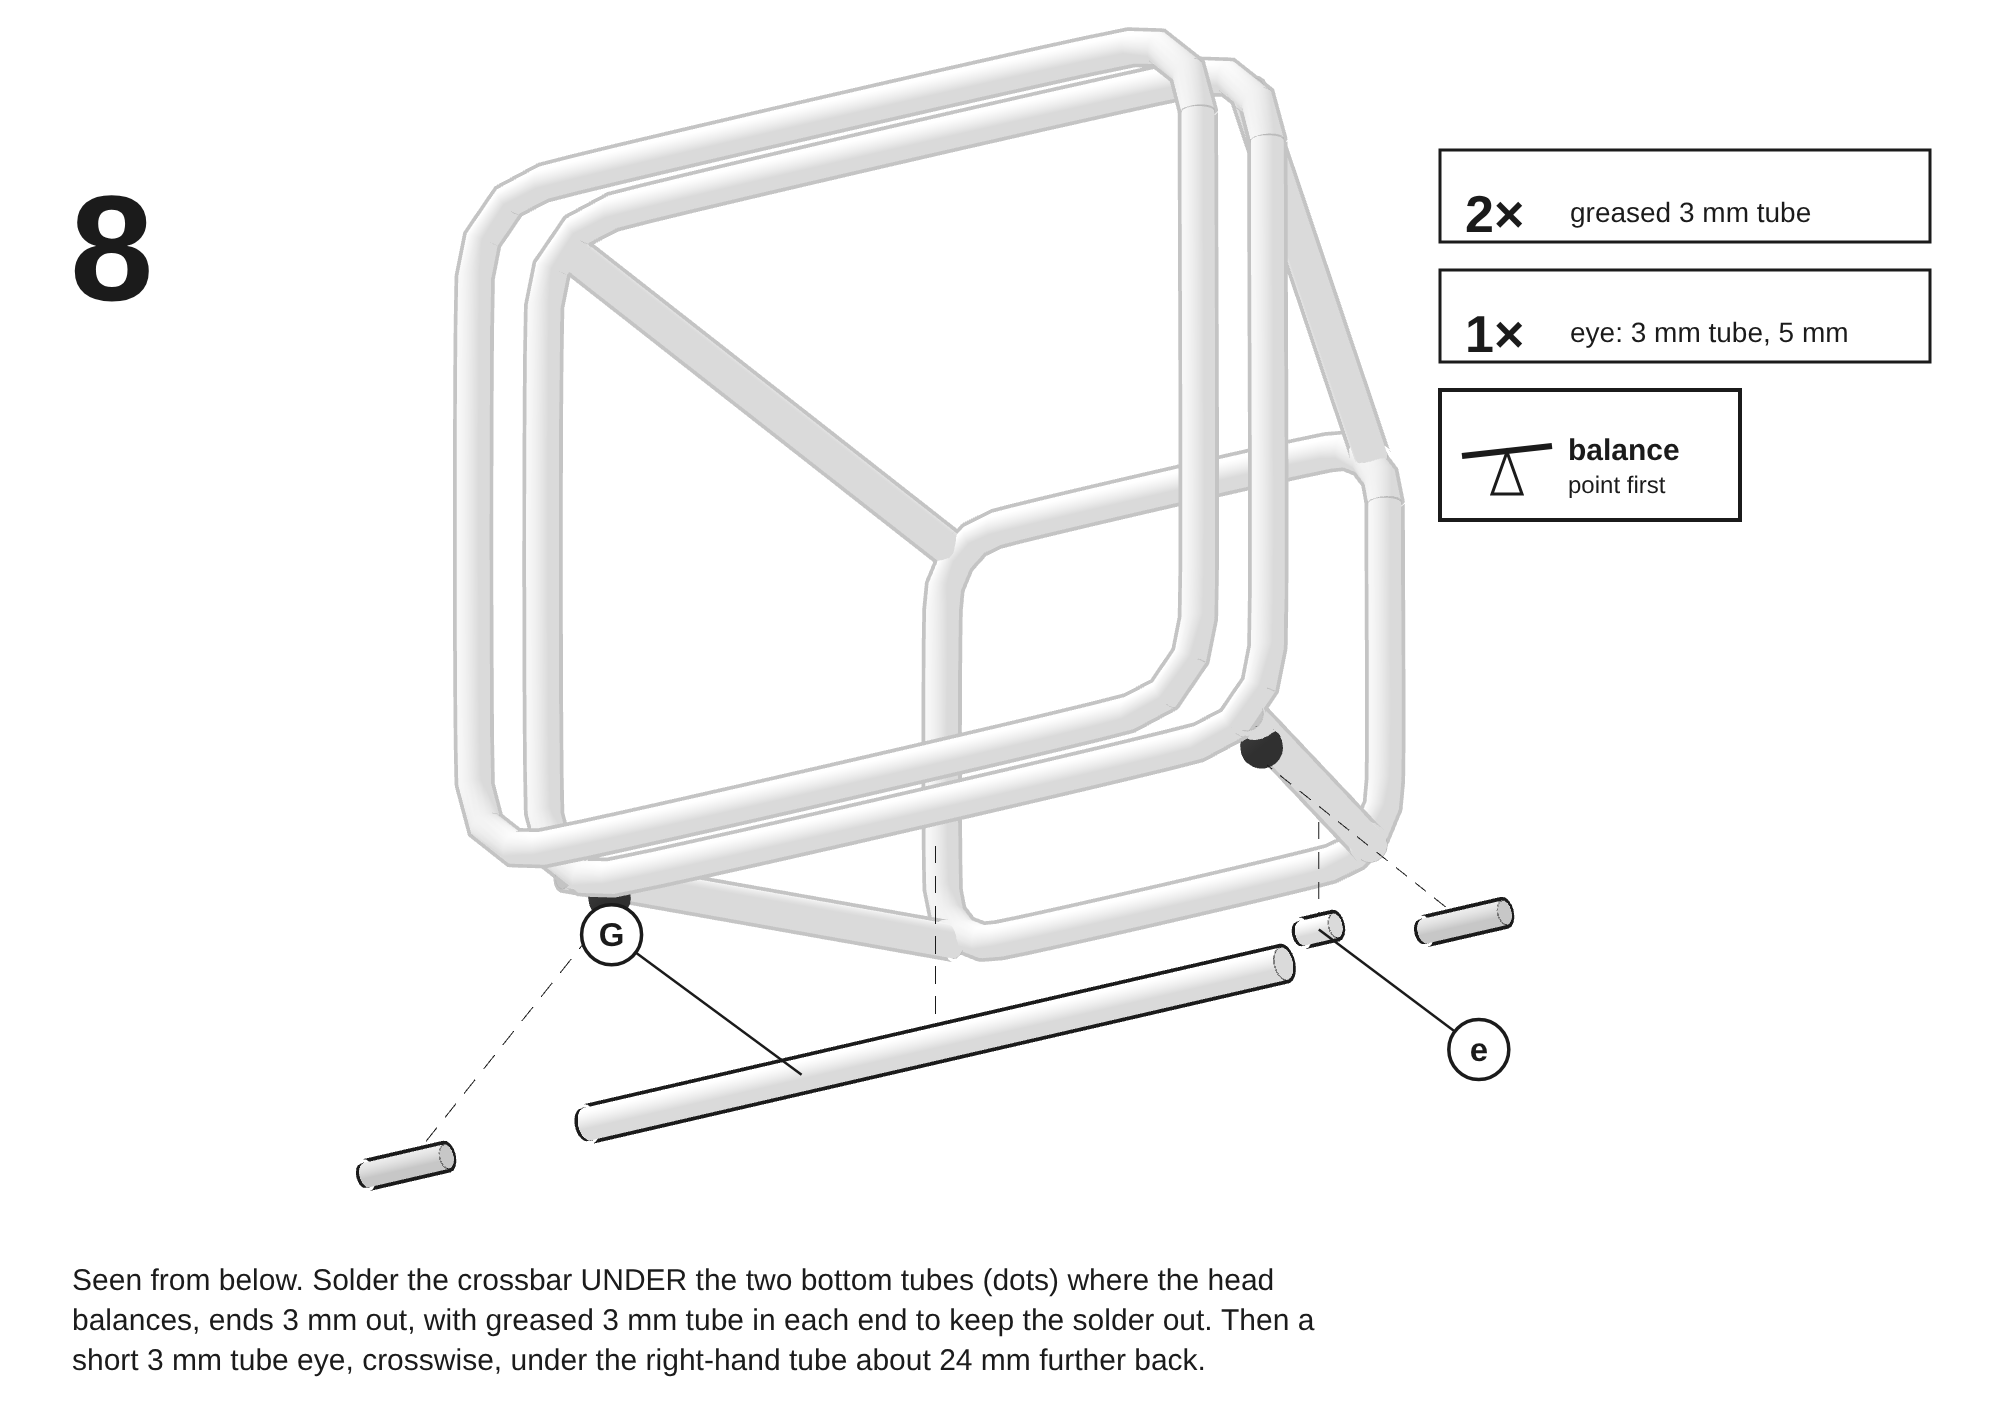 8
2× greased 3 mm tube
1× eye: 3 mm tube, 5 mm
balance
point first
G
e
Seen from below. Solder the crossbar UNDER the two bottom tubes (dots) where the head
balances, ends 3 mm out, with greased 3 mm tube in each end to keep the solder out. Then a
short 3 mm tube eye, crosswise, under the right-hand tube about 24 mm further back.